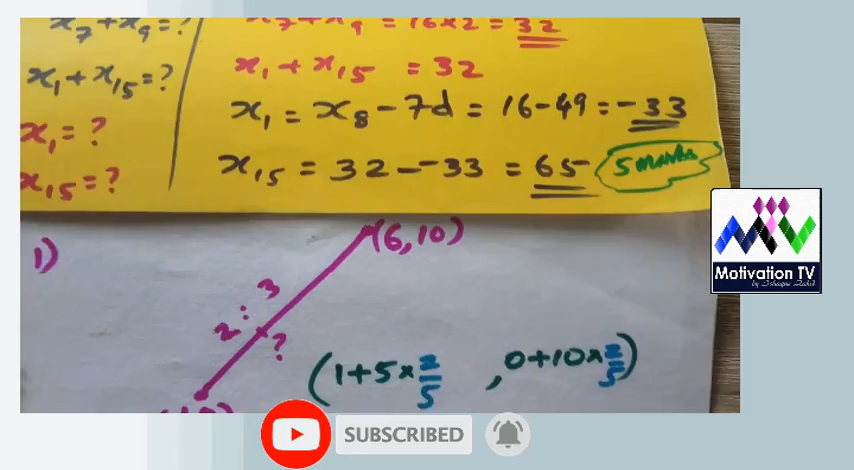 x₇ + x₉ = ?
x₇ + x₉ = 16×2 = 32
x₁ + x₁₅ = ?
x₁ + x₁₅ = 32
x₁ = x₈ - 7d = 16-49 = -33
x₁ = ?
x₁₅ = 32 - -33 = 65
5 marks
x₁₅ = ?
1)
(6,10)
2 : 3
?
(1+5×2/5 , 0+10×2/5)
Motivation TV
SUBSCRIBED